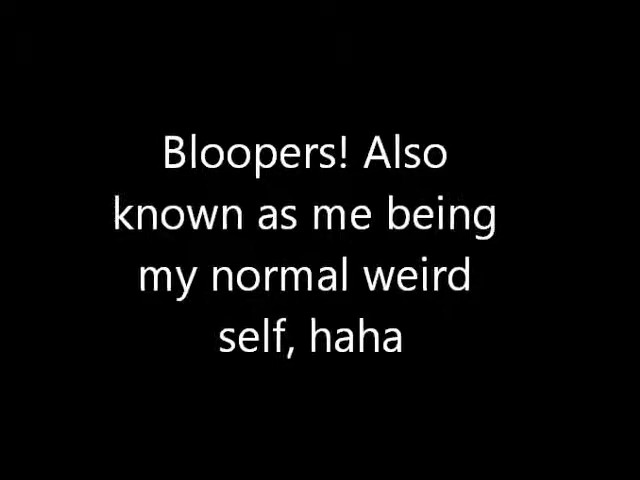 Bloopers! Also
known as me being
my normal weird
self, haha